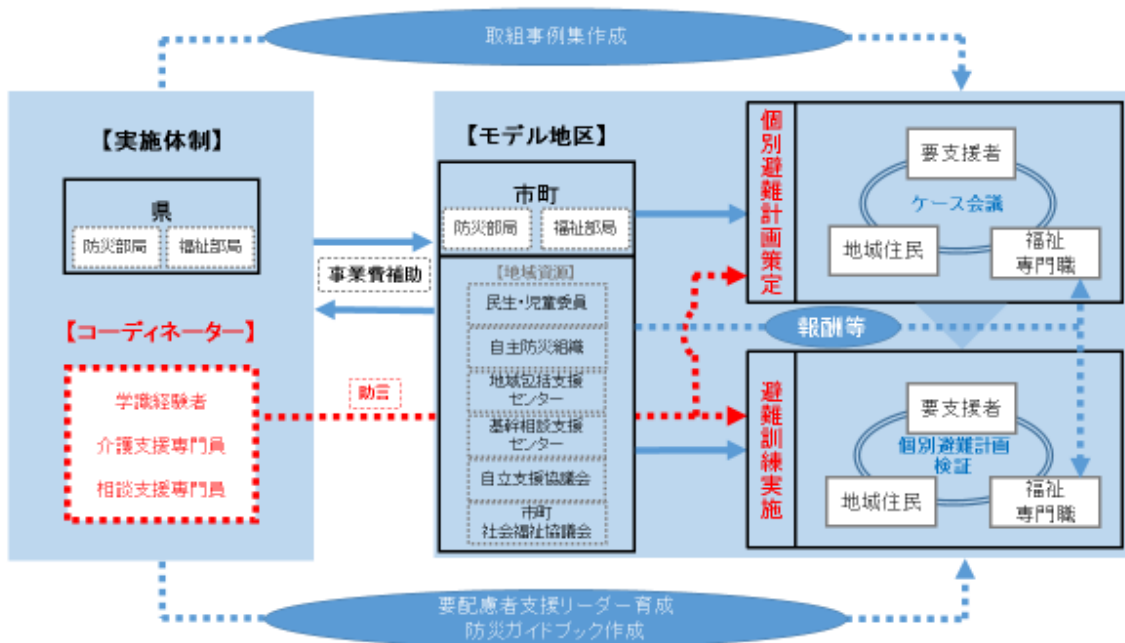 取組事例集作成
【実施体制】
県
防災部局
福祉部局
事業費補助
【コーディネーター】
学識経験者
介護支援専門員
相談支援専門員
助言
【モデル地区】
市町
防災部局
福祉部局
【地域資源】
民生・児童委員
自主防災組織
地域包括支援
センター
基幹相談支援
センター
自立支援協議会
市町
社会福祉協議会
個別避難計画策定
要支援者
ケース会議
地域住民
福祉
専門職
報酬等
避難訓練実施
要支援者
個別避難計画
検証
地域住民
福祉
専門職
要配慮者支援リーダー育成
防災ガイドブック作成